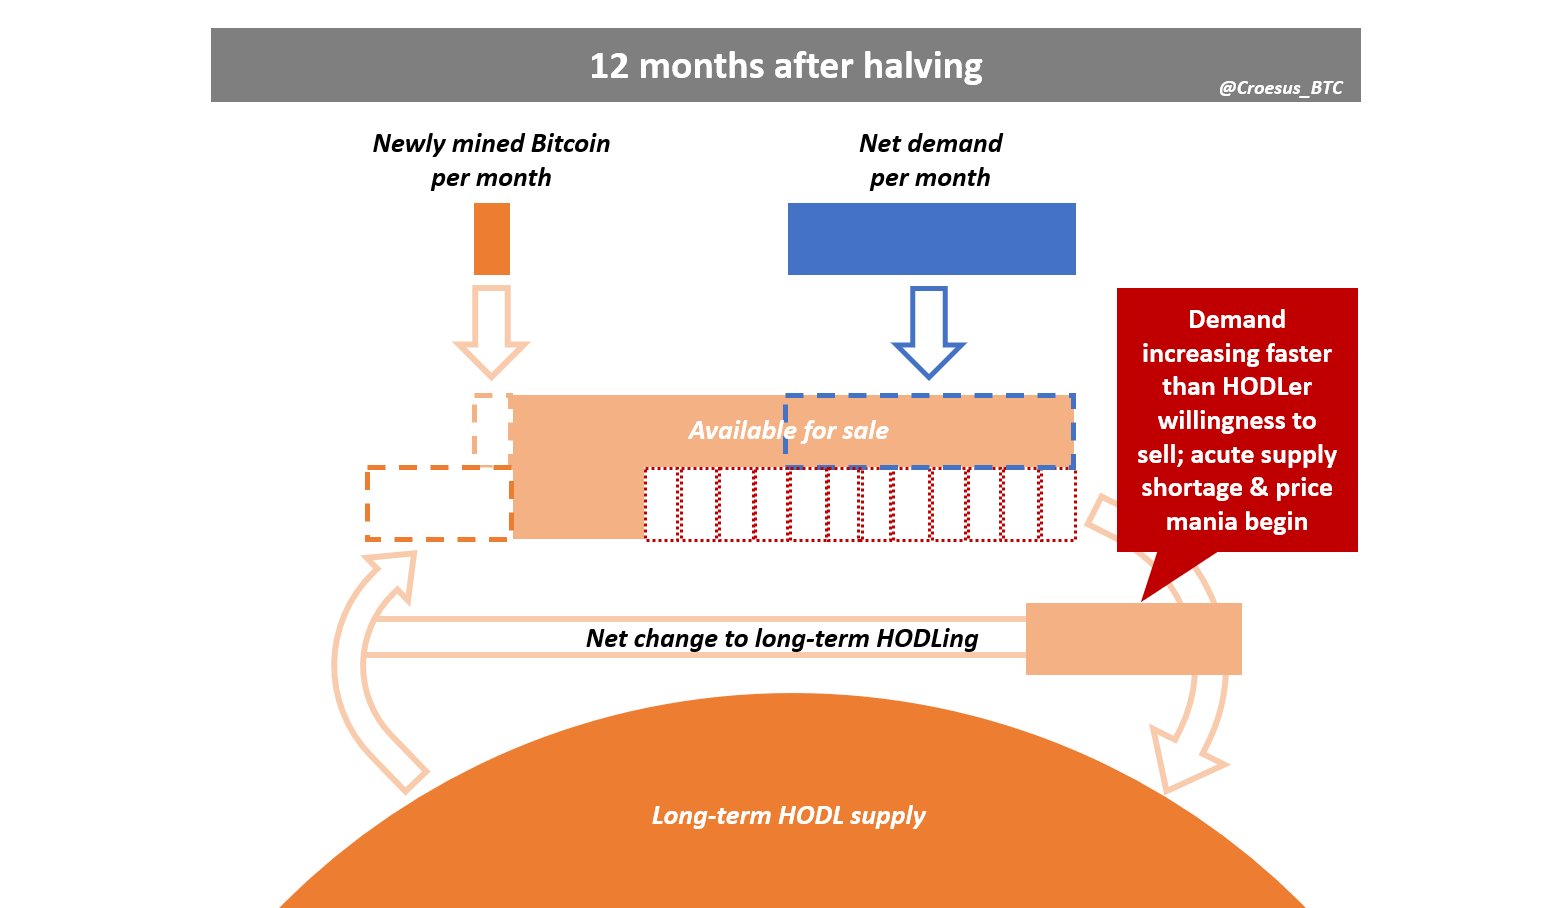 12 months after halving
@Croesus_BTC
Newly mined Bitcoin
per month
Net demand
per month
Demand
increasing faster
than HODLer
willingness to
sell; acute supply
shortage & price
mania begin
Available for sale
Net change to long-term HODLing
Long-term HODL supply